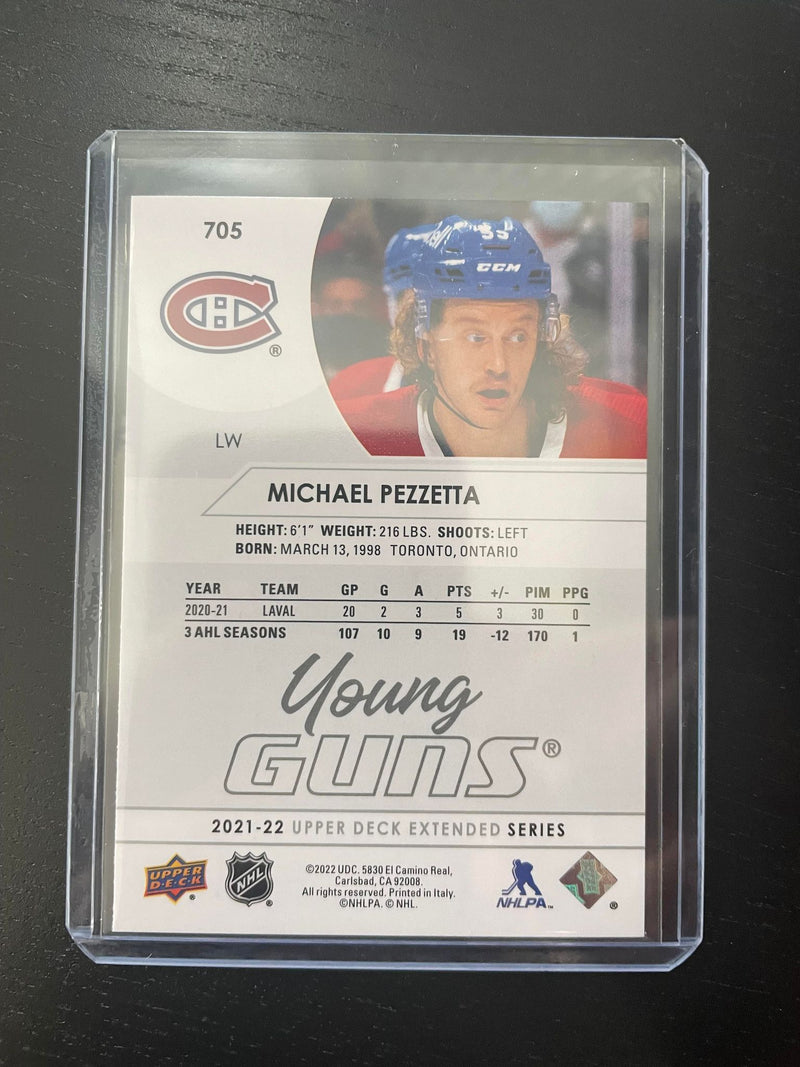 705
55
CCM
CH
®
LW
MICHAEL PEZZETTA
HEIGHT: 6'1" WEIGHT: 216 LBS. SHOOTS: LEFT
BORN: MARCH 13, 1998 TORONTO, ONTARIO
YEAR TEAM GP G A PTS +/- PIM PPG
2020-21 LAVAL 20 2 3 5 3 30 0
3 AHL SEASONS 107 10 9 19 -12 170 1
Young
GUNS®
2021-22 UPPER DECK EXTENDED SERIES
UPPER
D·E·C·K
®
NHL
®
©2022 UDC. 5830 El Camino Real,
Carlsbad, CA 92008.
All rights reserved. Printed in Italy.
©NHLPA. © NHL.
NHLPA™
®